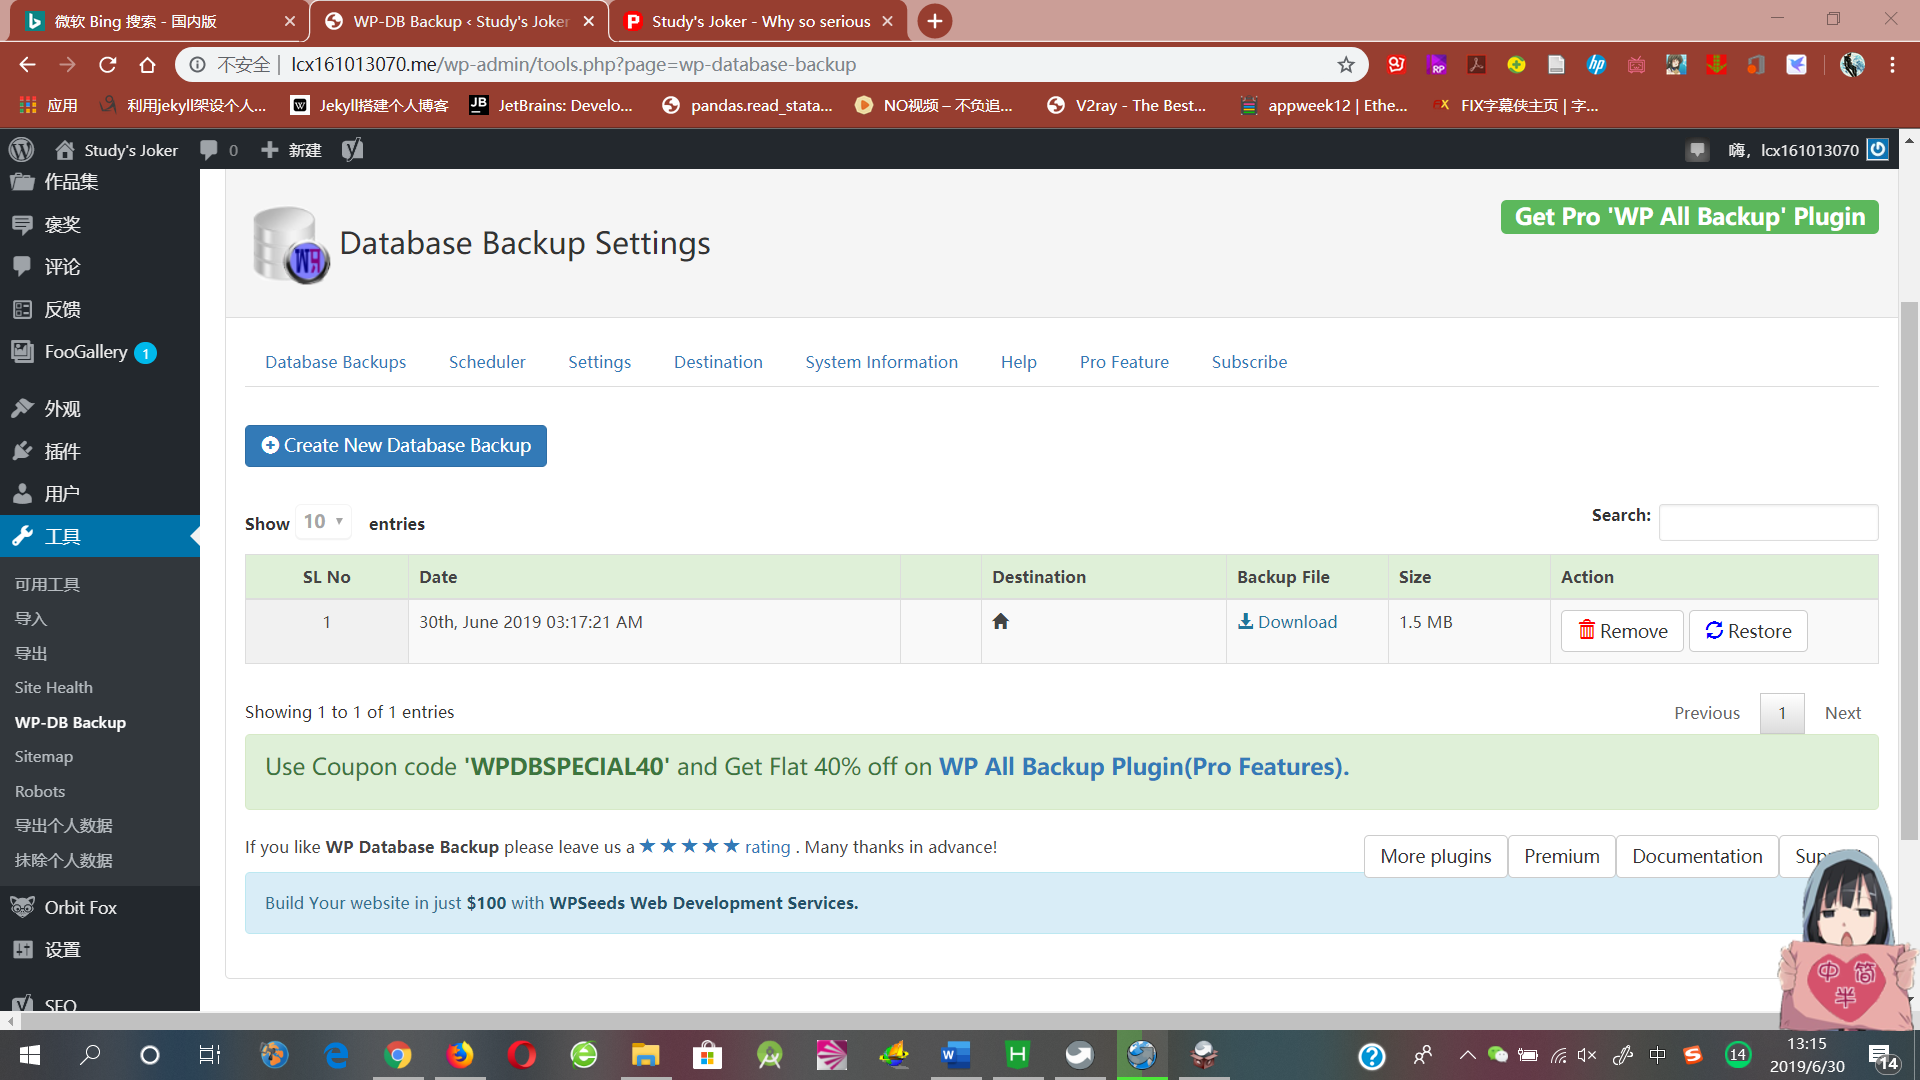 微软 Bing 搜索 - 国内版
WP-DB Backup ‹ Study's Joker
Study's Joker - Why so serious
不安全 | lcx161013070.me/wp-admin/tools.php?page=wp-database-backup
应用
利用jekyll架设个人...
Jekyll搭建个人博客
JetBrains: Develo...
pandas.read_stata...
NO视频 – 不负追...
V2ray - The Best...
appweek12 | Ethe...
FIX字幕侠主页 | 字...
Study's Joker
0
新建
嗨，lcx161013070
作品集
褒奖
评论
反馈
FooGallery 1
外观
插件
用户
工具
可用工具
导入
导出
Site Health
WP-DB Backup
Sitemap
Robots
导出个人数据
抹除个人数据
Orbit Fox
设置
SEO
Database Backup Settings
Get Pro 'WP All Backup' Plugin
Database Backups
Scheduler
Settings
Destination
System Information
Help
Pro Feature
Subscribe
Create New Database Backup
Show 10 entries
Search:
SL No Date Destination Backup File Size Action
1 30th, June 2019 03:17:21 AM Download 1.5 MB Remove Restore
Showing 1 to 1 of 1 entries
Previous 1 Next
Use Coupon code 'WPDBSPECIAL40' and Get Flat 40% off on WP All Backup Plugin(Pro Features).
If you like WP Database Backup please leave us a ★★★★★ rating . Many thanks in advance!
More plugins
Premium
Documentation
Build Your website in just $100 with WPSeeds Web Development Services.
中 简
半
中
14
13:15
2019/6/30
14